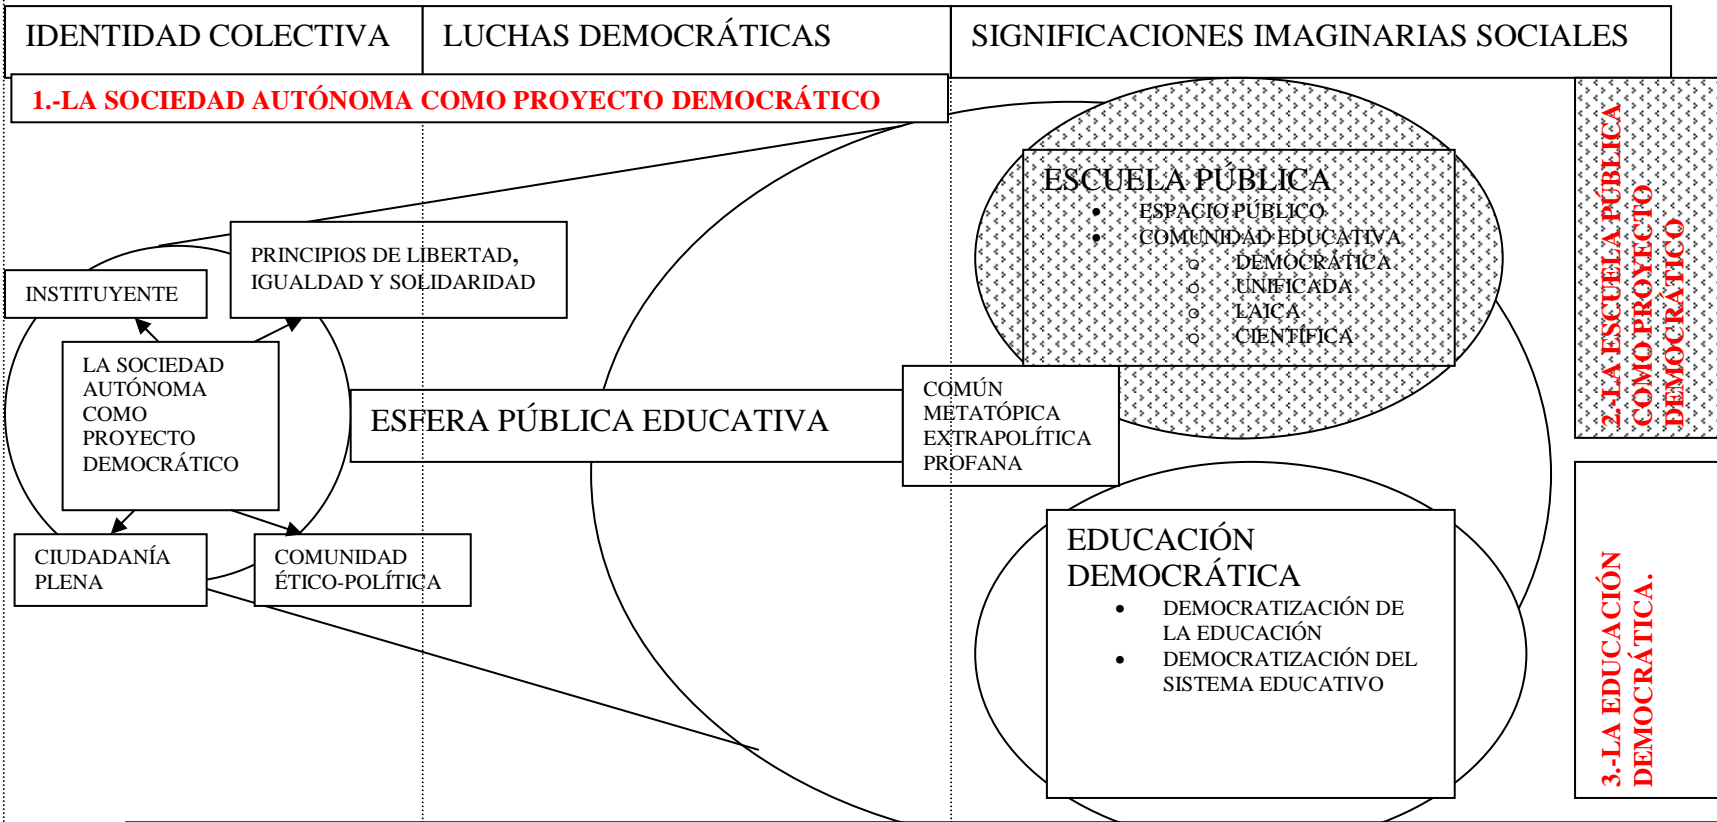 IDENTIDAD COLECTIVA
LUCHAS DEMOCRÁTICAS
SIGNIFICACIONES IMAGINARIAS SOCIALES
1.-LA SOCIEDAD AUTÓNOMA COMO PROYECTO DEMOCRÁTICO
PRINCIPIOS DE LIBERTAD,
IGUALDAD Y SOLIDARIDAD
INSTITUYENTE
LA SOCIEDAD
AUTÓNOMA
COMO
PROYECTO
DEMOCRÁTICO
CIUDADANÍA
PLENA
COMUNIDAD
ÉTICO-POLÍTICA
ESFERA PÚBLICA EDUCATIVA
COMÚN
METATÓPICA
EXTRAPOLÍTICA
PROFANA
ESCUELA PÚBLICA
• ESPACIO PÚBLICO
• COMUNIDAD EDUCATIVA
o DEMOCRÁTICA
o UNIFICADA
o LAICA
o CIENTÍFICA
EDUCACIÓN
DEMOCRÁTICA
• DEMOCRATIZACIÓN DE
LA EDUCACIÓN
• DEMOCRATIZACIÓN DEL
SISTEMA EDUCATIVO
2.-LA ESCUELA PÚBLICA
COMO PROYECTO
DEMOCRÁTICO
3.-LA EDUCACIÓN
DEMOCRÁTICA.